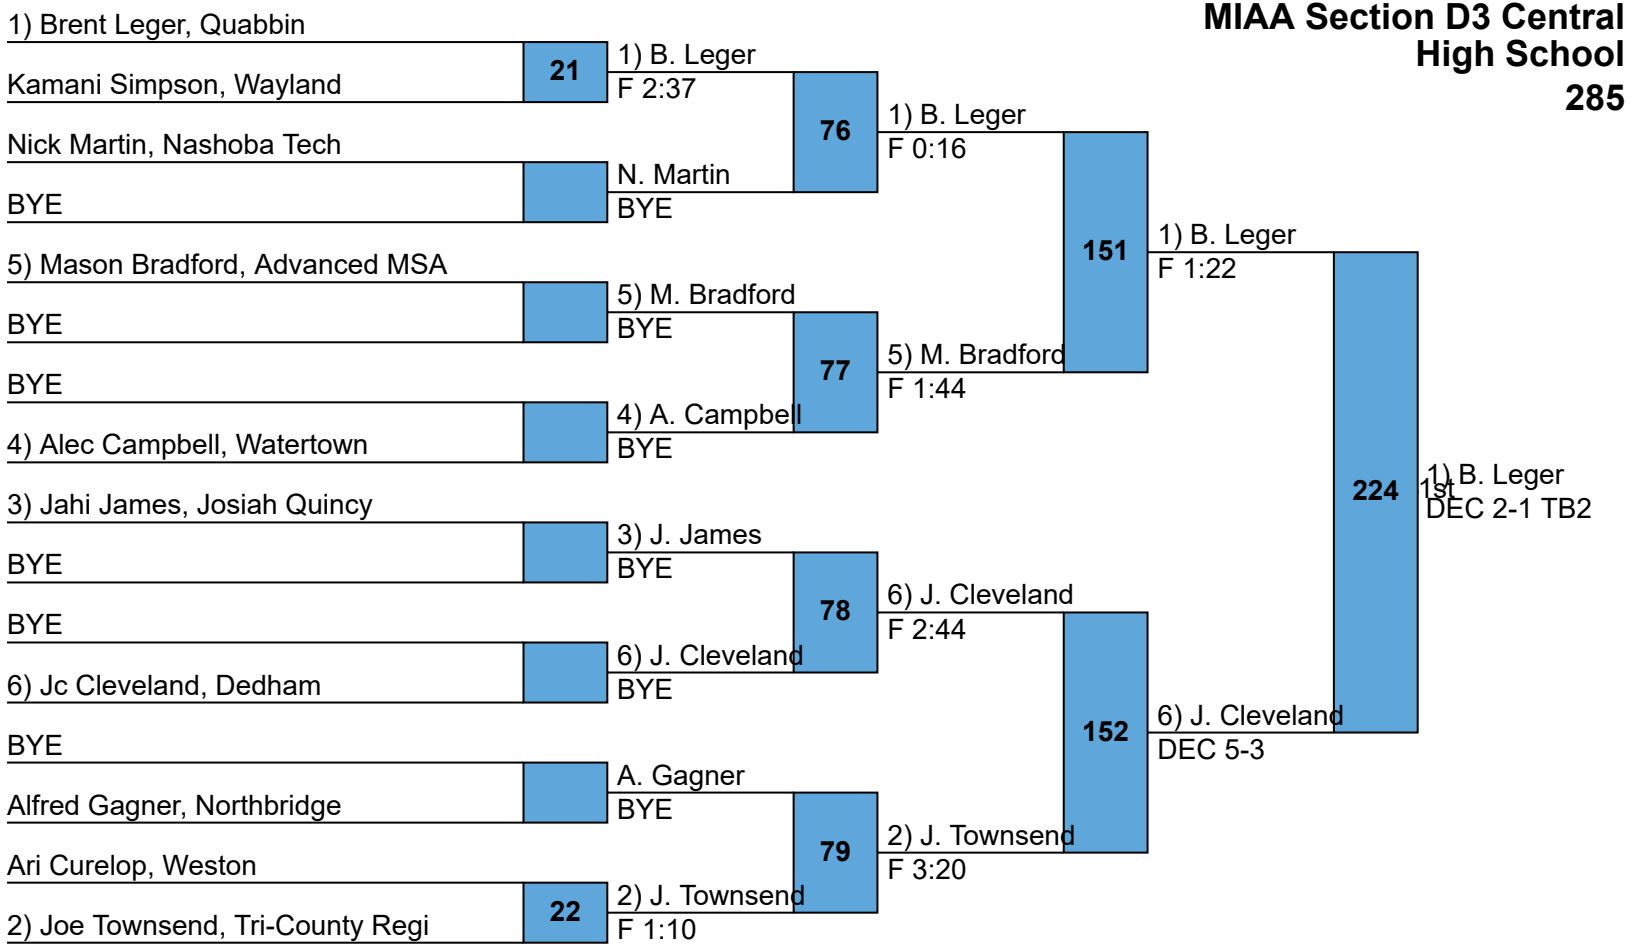 MIAA Section D3 Central
High School
285
1) Brent Leger, Quabbin
Kamani Simpson, Wayland
Nick Martin, Nashoba Tech
BYE
5) Mason Bradford, Advanced MSA
BYE
BYE
4) Alec Campbell, Watertown
3) Jahi James, Josiah Quincy
BYE
BYE
6) Jc Cleveland, Dedham
BYE
Alfred Gagner, Northbridge
Ari Curelop, Weston
2) Joe Townsend, Tri-County Regi
21
22
1) B. Leger
F 2:37
N. Martin
BYE
5) M. Bradford
BYE
4) A. Campbell
BYE
3) J. James
BYE
6) J. Cleveland
BYE
A. Gagner
BYE
2) J. Townsend
F 1:10
76
77
78
79
1) B. Leger
F 0:16
5) M. Bradford
F 1:44
6) J. Cleveland
F 2:44
2) J. Townsend
F 3:20
151
152
1) B. Leger
F 1:22
6) J. Cleveland
DEC 5-3
224
1st
1) B. Leger
DEC 2-1 TB2